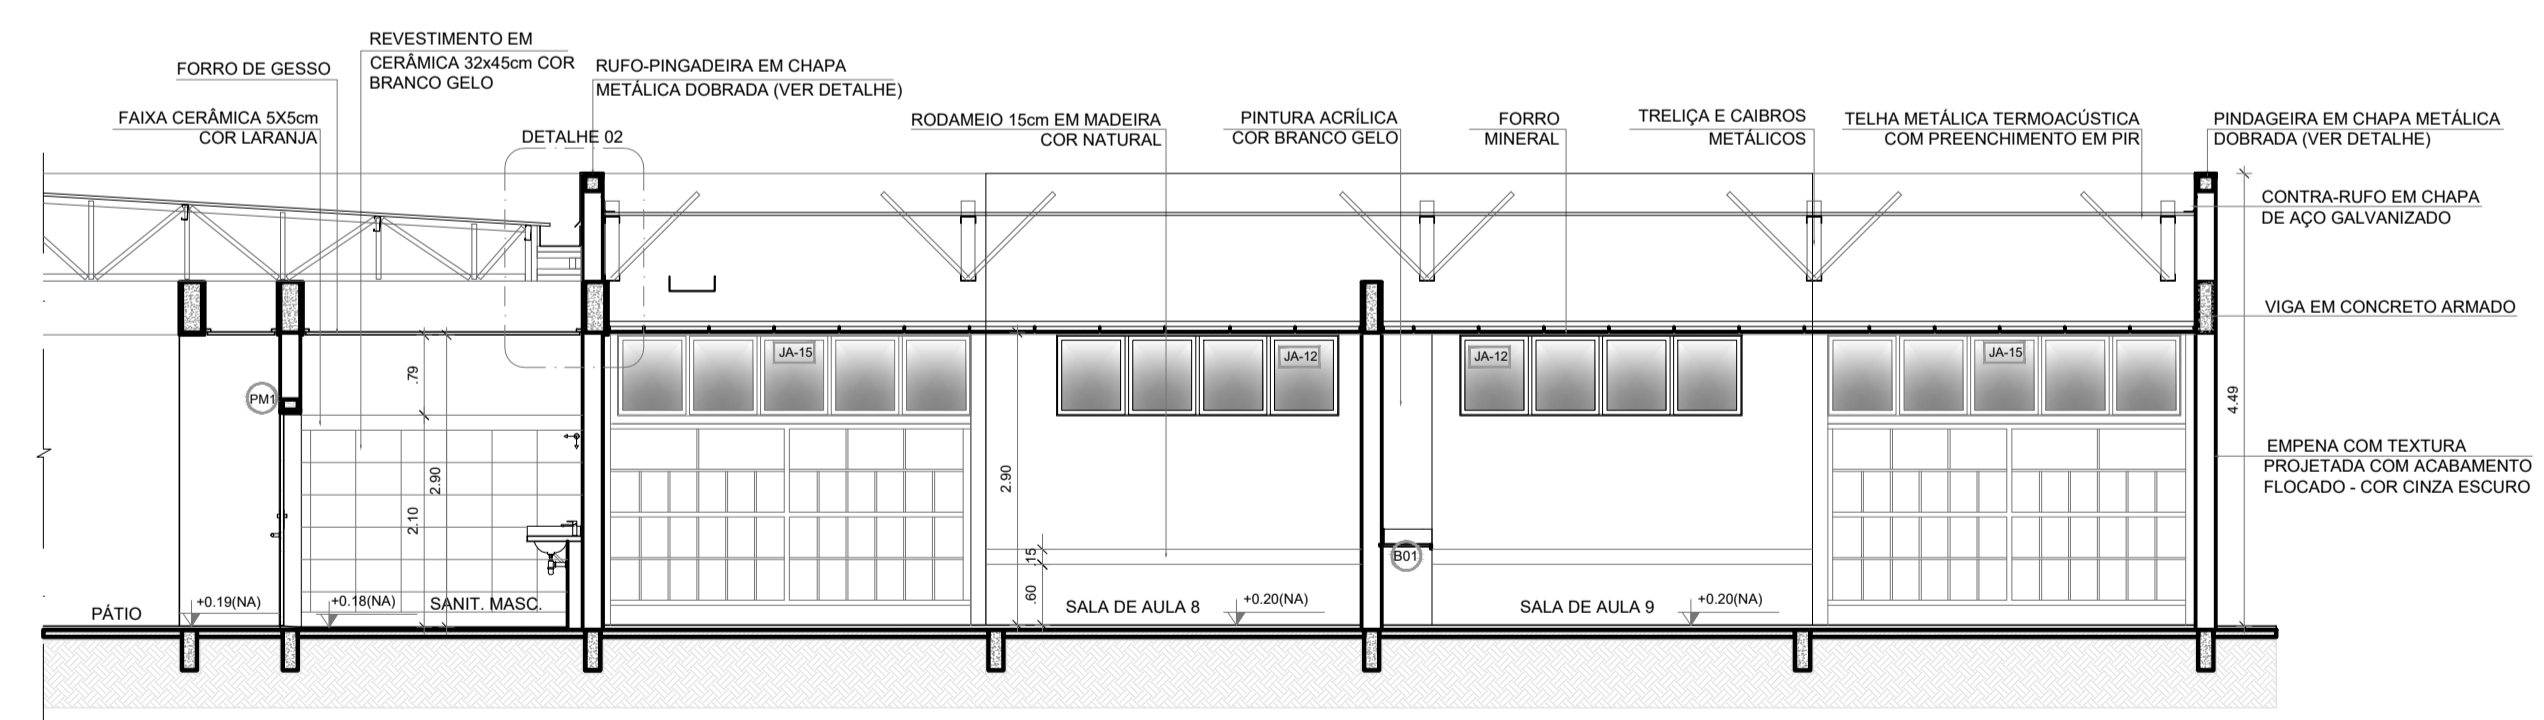 REVESTIMENTO EM
CERÂMICA 32x45cm COR
BRANCO GELO
FORRO DE GESSO
FAIXA CERÂMICA 5X5cm
COR LARANJA
RUFO-PINGADEIRA EM CHAPA
METÁLICA DOBRADA (VER DETALHE)
DETALHE 02
RODAMEIO 15cm EM MADEIRA
COR NATURAL
PINTURA ACRÍLICA
COR BRANCO GELO
FORRO
MINERAL
TRELIÇA E CAIBROS
METÁLICOS
TELHA METÁLICA TERMOACÚSTICA
COM PREENCHIMENTO EM PIR
PINDAGEIRA EM CHAPA METÁLICA
DOBRADA (VER DETALHE)
CONTRA-RUFO EM CHAPA
DE AÇO GALVANIZADO
VIGA EM CONCRETO ARMADO
JA-15
JA-12
JA-12
JA-15
PM1
.79
4.49
EMPENA COM TEXTURA
PROJETADA COM ACABAMENTO
FLOCADO - COR CINZA ESCURO
2.90
2.10
2.90
.15
B01
.60
PÁTIO
+0.19(NA)
+0.18(NA)
SANIT. MASC.
SALA DE AULA 8
+0.20(NA)
SALA DE AULA 9
+0.20(NA)